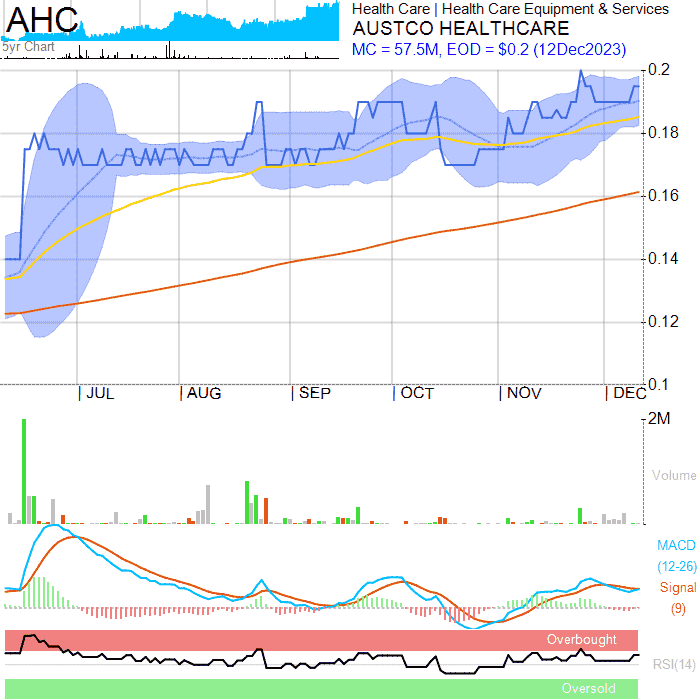 AHC
5yr Chart
Health Care | Health Care Equipment & Services
AUSTCO HEALTHCARE
MC = 57.5M, EOD = $0.2 (12Dec2023)
0.2
0.18
0.16
0.14
0.12
0.1
| JUL | AUG | SEP | OCT | NOV | DEC
2M
Volume
MACD
(12-26)
Signal
(9)
Overbought
RSI(14)
Oversold